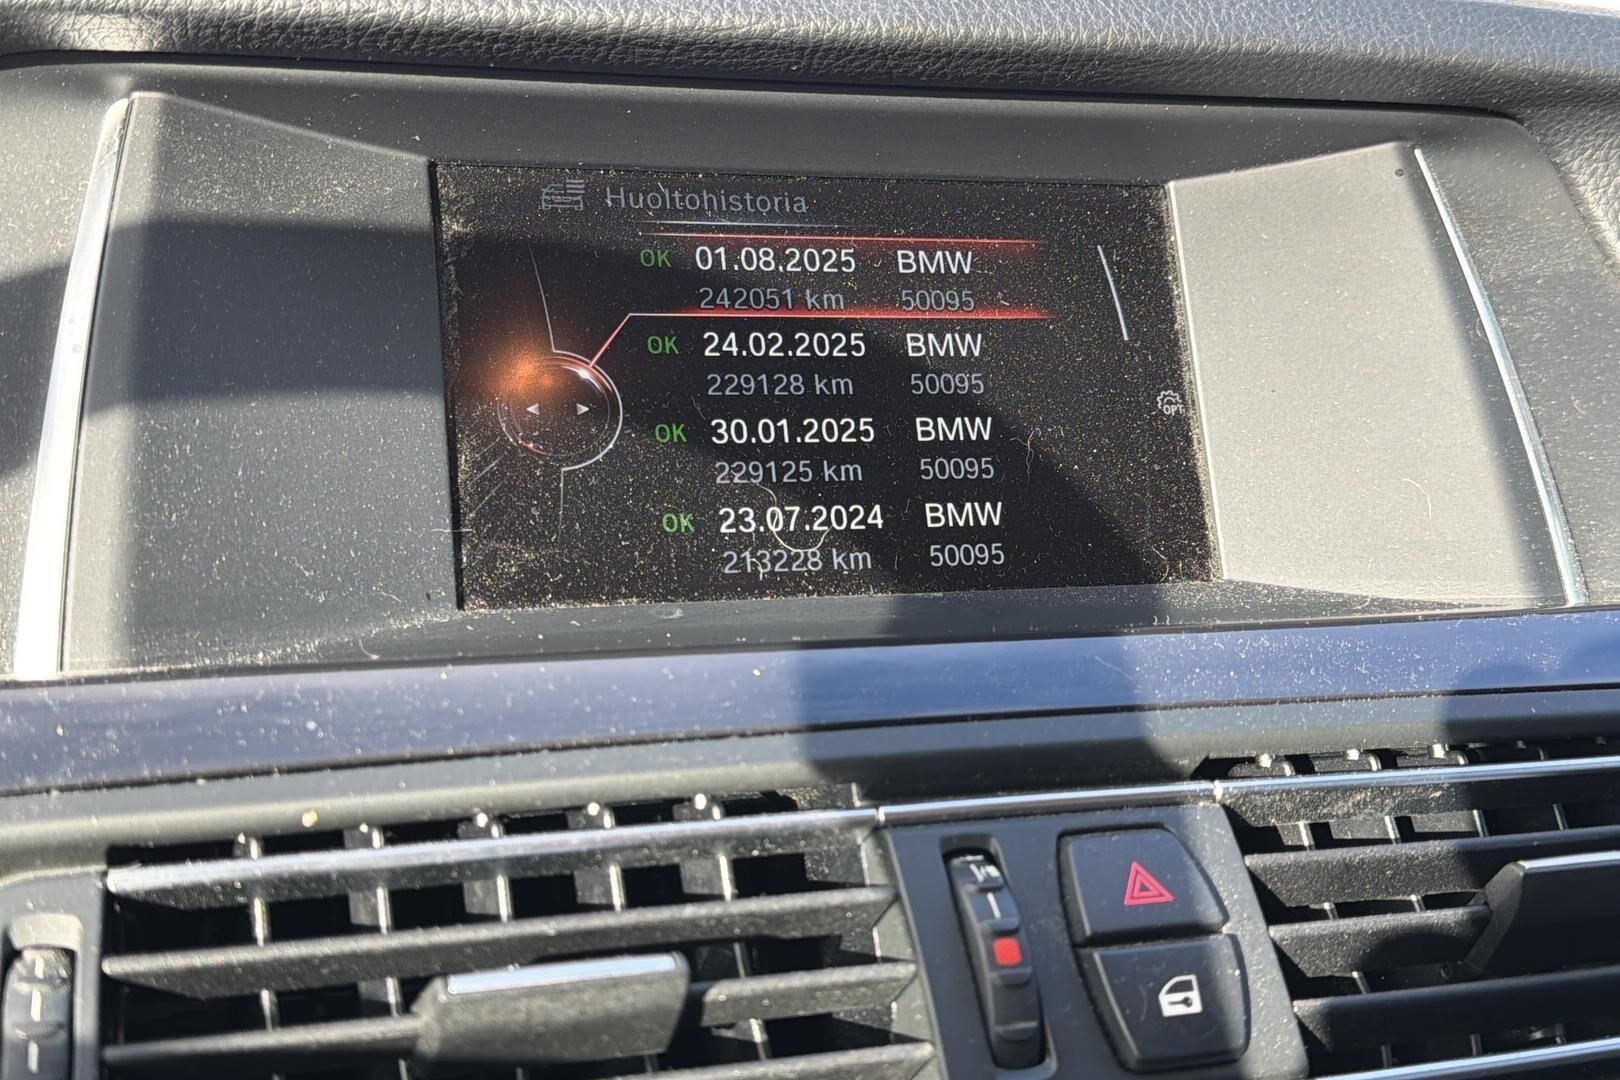 Huoltohistoria
OK 01.08.2025 BMW
242051 km 50095
OK 24.02.2025 BMW
229128 km 50095
OK 30.01.2025 BMW
229125 km 50095
OPT
OK 23.07.2024 BMW
213228 km 50095